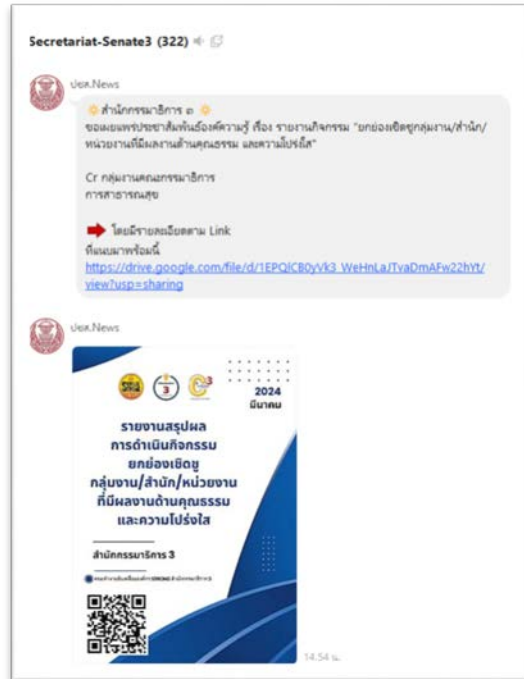 Secretariat-Senate3 (322)
ปชส.News
สำนักกรรมาธิการ ๓
ขอเผยแพร่ประชาสัมพันธ์องค์ความรู้ เรื่อง รายงานกิจกรรม "ยกย่องเชิดชูกลุ่มงาน/สำนัก/
หน่วยงานที่มีผลงานด้านคุณธรรม และความโปร่งใส"
Cr กลุ่มงานคณะกรรมาธิการ
การสาธารณสุข
โดยมีรายละเอียดตาม Link
ที่แนบมาพร้อมนี้
https://drive.google.com/file/d/1EPQlCB0yVk3_WeHnLaJTvaDmAFw22hYt/
view?usp=sharing
ปชส.News
3
3
2024
มีนาคม
รายงานสรุปผล
การดำเนินกิจกรรม
ยกย่องเชิดชู
กลุ่มงาน/สำนัก/หน่วยงาน
ที่มีผลงานด้านคุณธรรม
และความโปร่งใส
สำนักกรรมาธิการ 3
14.54 น.